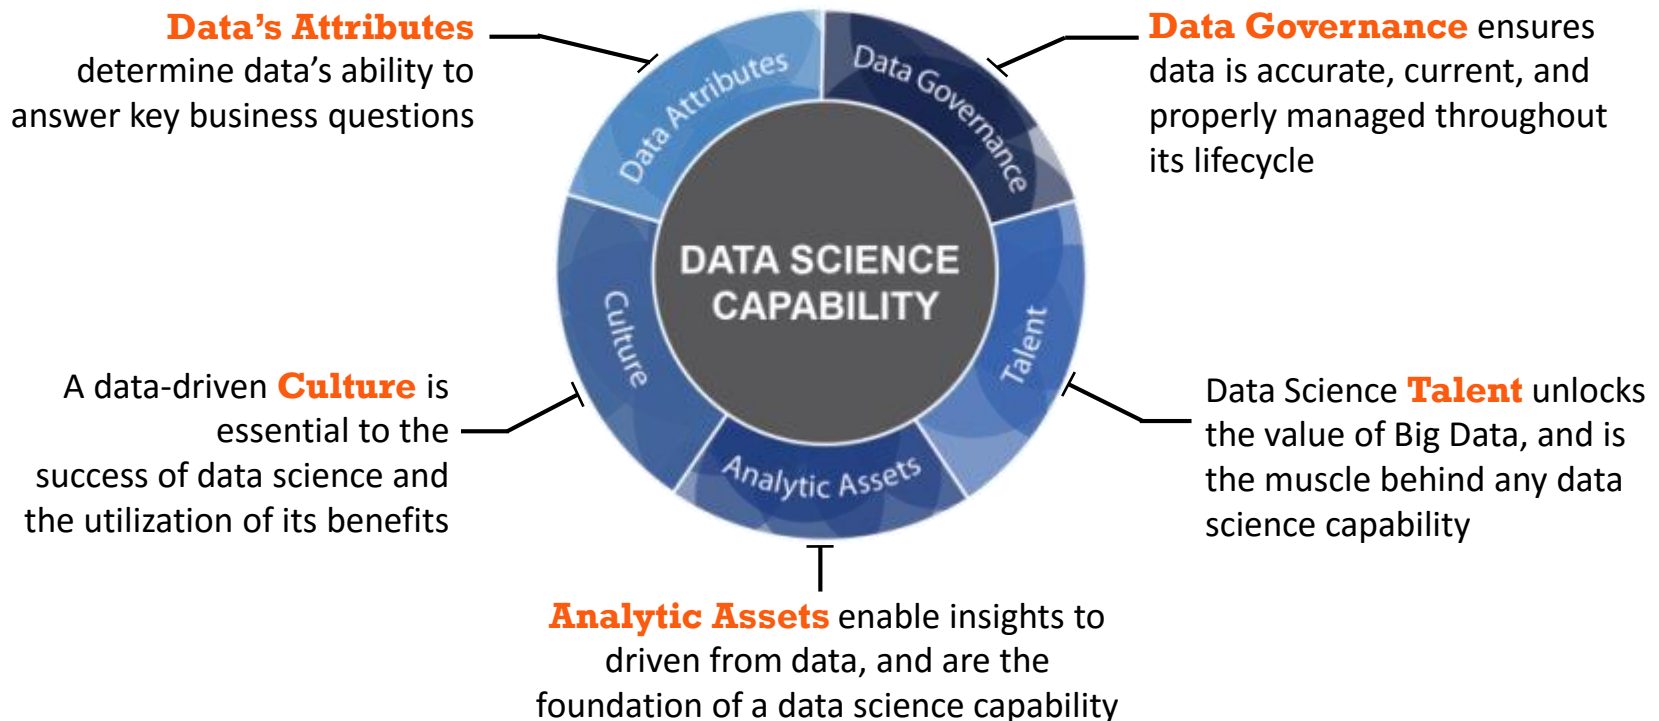 Data's Attributes
determine data's ability to
answer key business questions
Data Governance ensures
data is accurate, current, and
properly managed throughout
its lifecycle
Data Attributes
Data Governance
DATA SCIENCE
CAPABILITY
Culture
Talent
Analytic Assets
A data-driven Culture is
essential to the
success of data science and
the utilization of its benefits
Data Science Talent unlocks
the value of Big Data, and is
the muscle behind any data
science capability
Analytic Assets enable insights to
driven from data, and are the
foundation of a data science capability